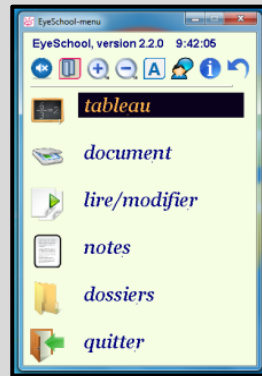 EyeSchool-menu
EyeSchool, version 2.2.0 9:42:05
A
tableau
document
lire/modifier
notes
dossiers
quitter